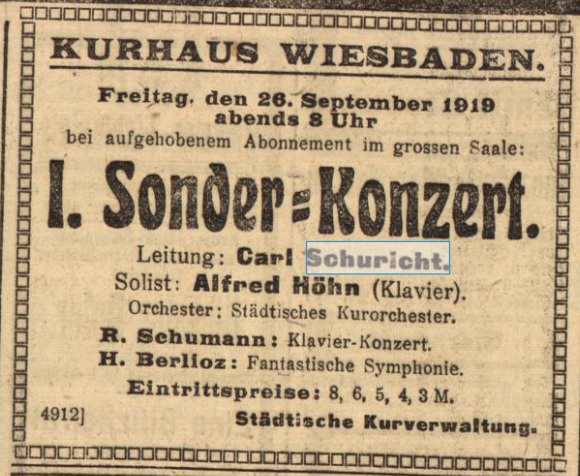 KURHAUS WIESBADEN.
Freitag, den 26. September 1919
abends 8 Uhr
bei aufgehobenem Abonnement im grossen Saale:
I. Sonder=Konzert.
Leitung: Carl Schuricht.
Solist: Alfred Höhn (Klavier).
Orchester: Städtisches Kurorchester.
R. Schumann: Klavier-Konzert.
H. Berlioz: Fantastische Symphonie.
Eintrittspreise: 8, 6, 5, 4, 3 M.
4912] Städtische Kurverwaltung.